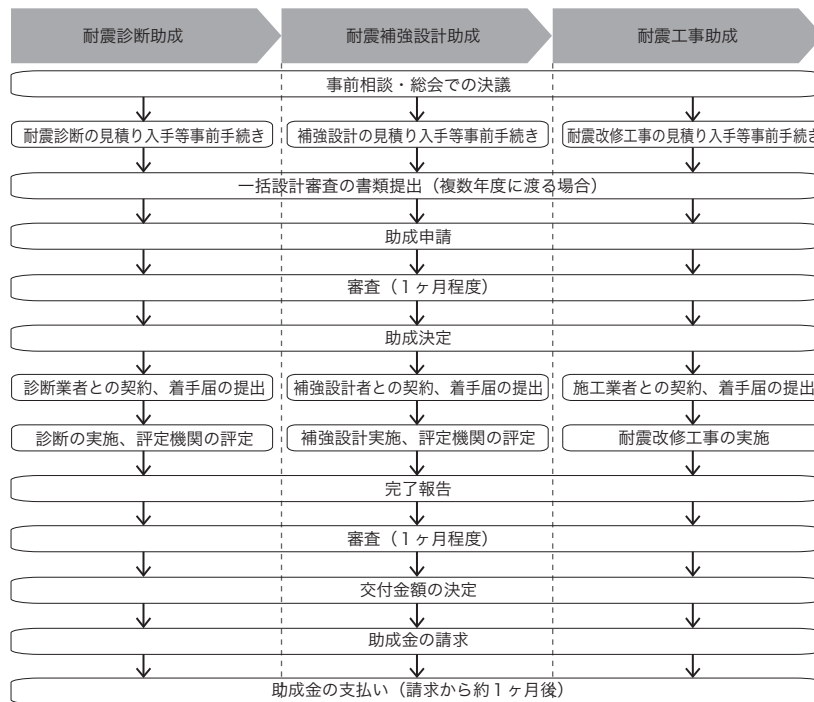 耐震診断助成
耐震補強設計助成
耐震工事助成
事前相談・総会での決議
耐震診断の見積り入手等事前手続き
補強設計の見積り入手等事前手続き
耐震改修工事の見積り入手等事前手続き
一括設計審査の書類提出（複数年度に渡る場合）
助成申請
審査（１ヶ月程度）
助成決定
診断業者との契約、着手届の提出
補強設計者との契約、着手届の提出
施工業者との契約、着手届の提出
診断の実施、評定機関の評定
補強設計実施、評定機関の評定
耐震改修工事の実施
完了報告
審査（１ヶ月程度）
交付金額の決定
助成金の請求
助成金の支払い（請求から約１ヶ月後）